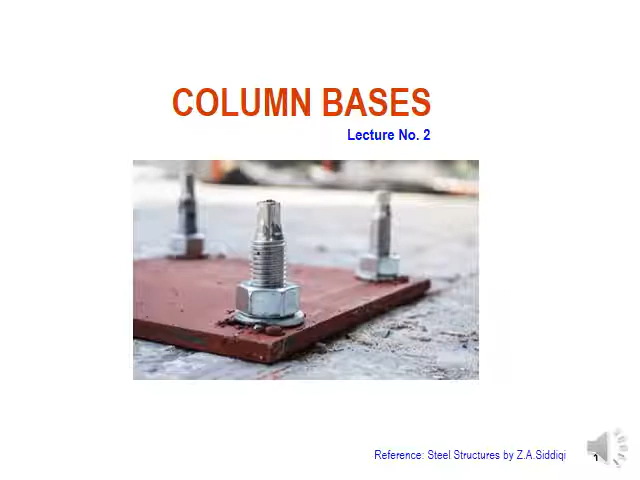 COLUMN BASES
Lecture No. 2
Reference: Steel Structures by Z.A.Siddiqi
1